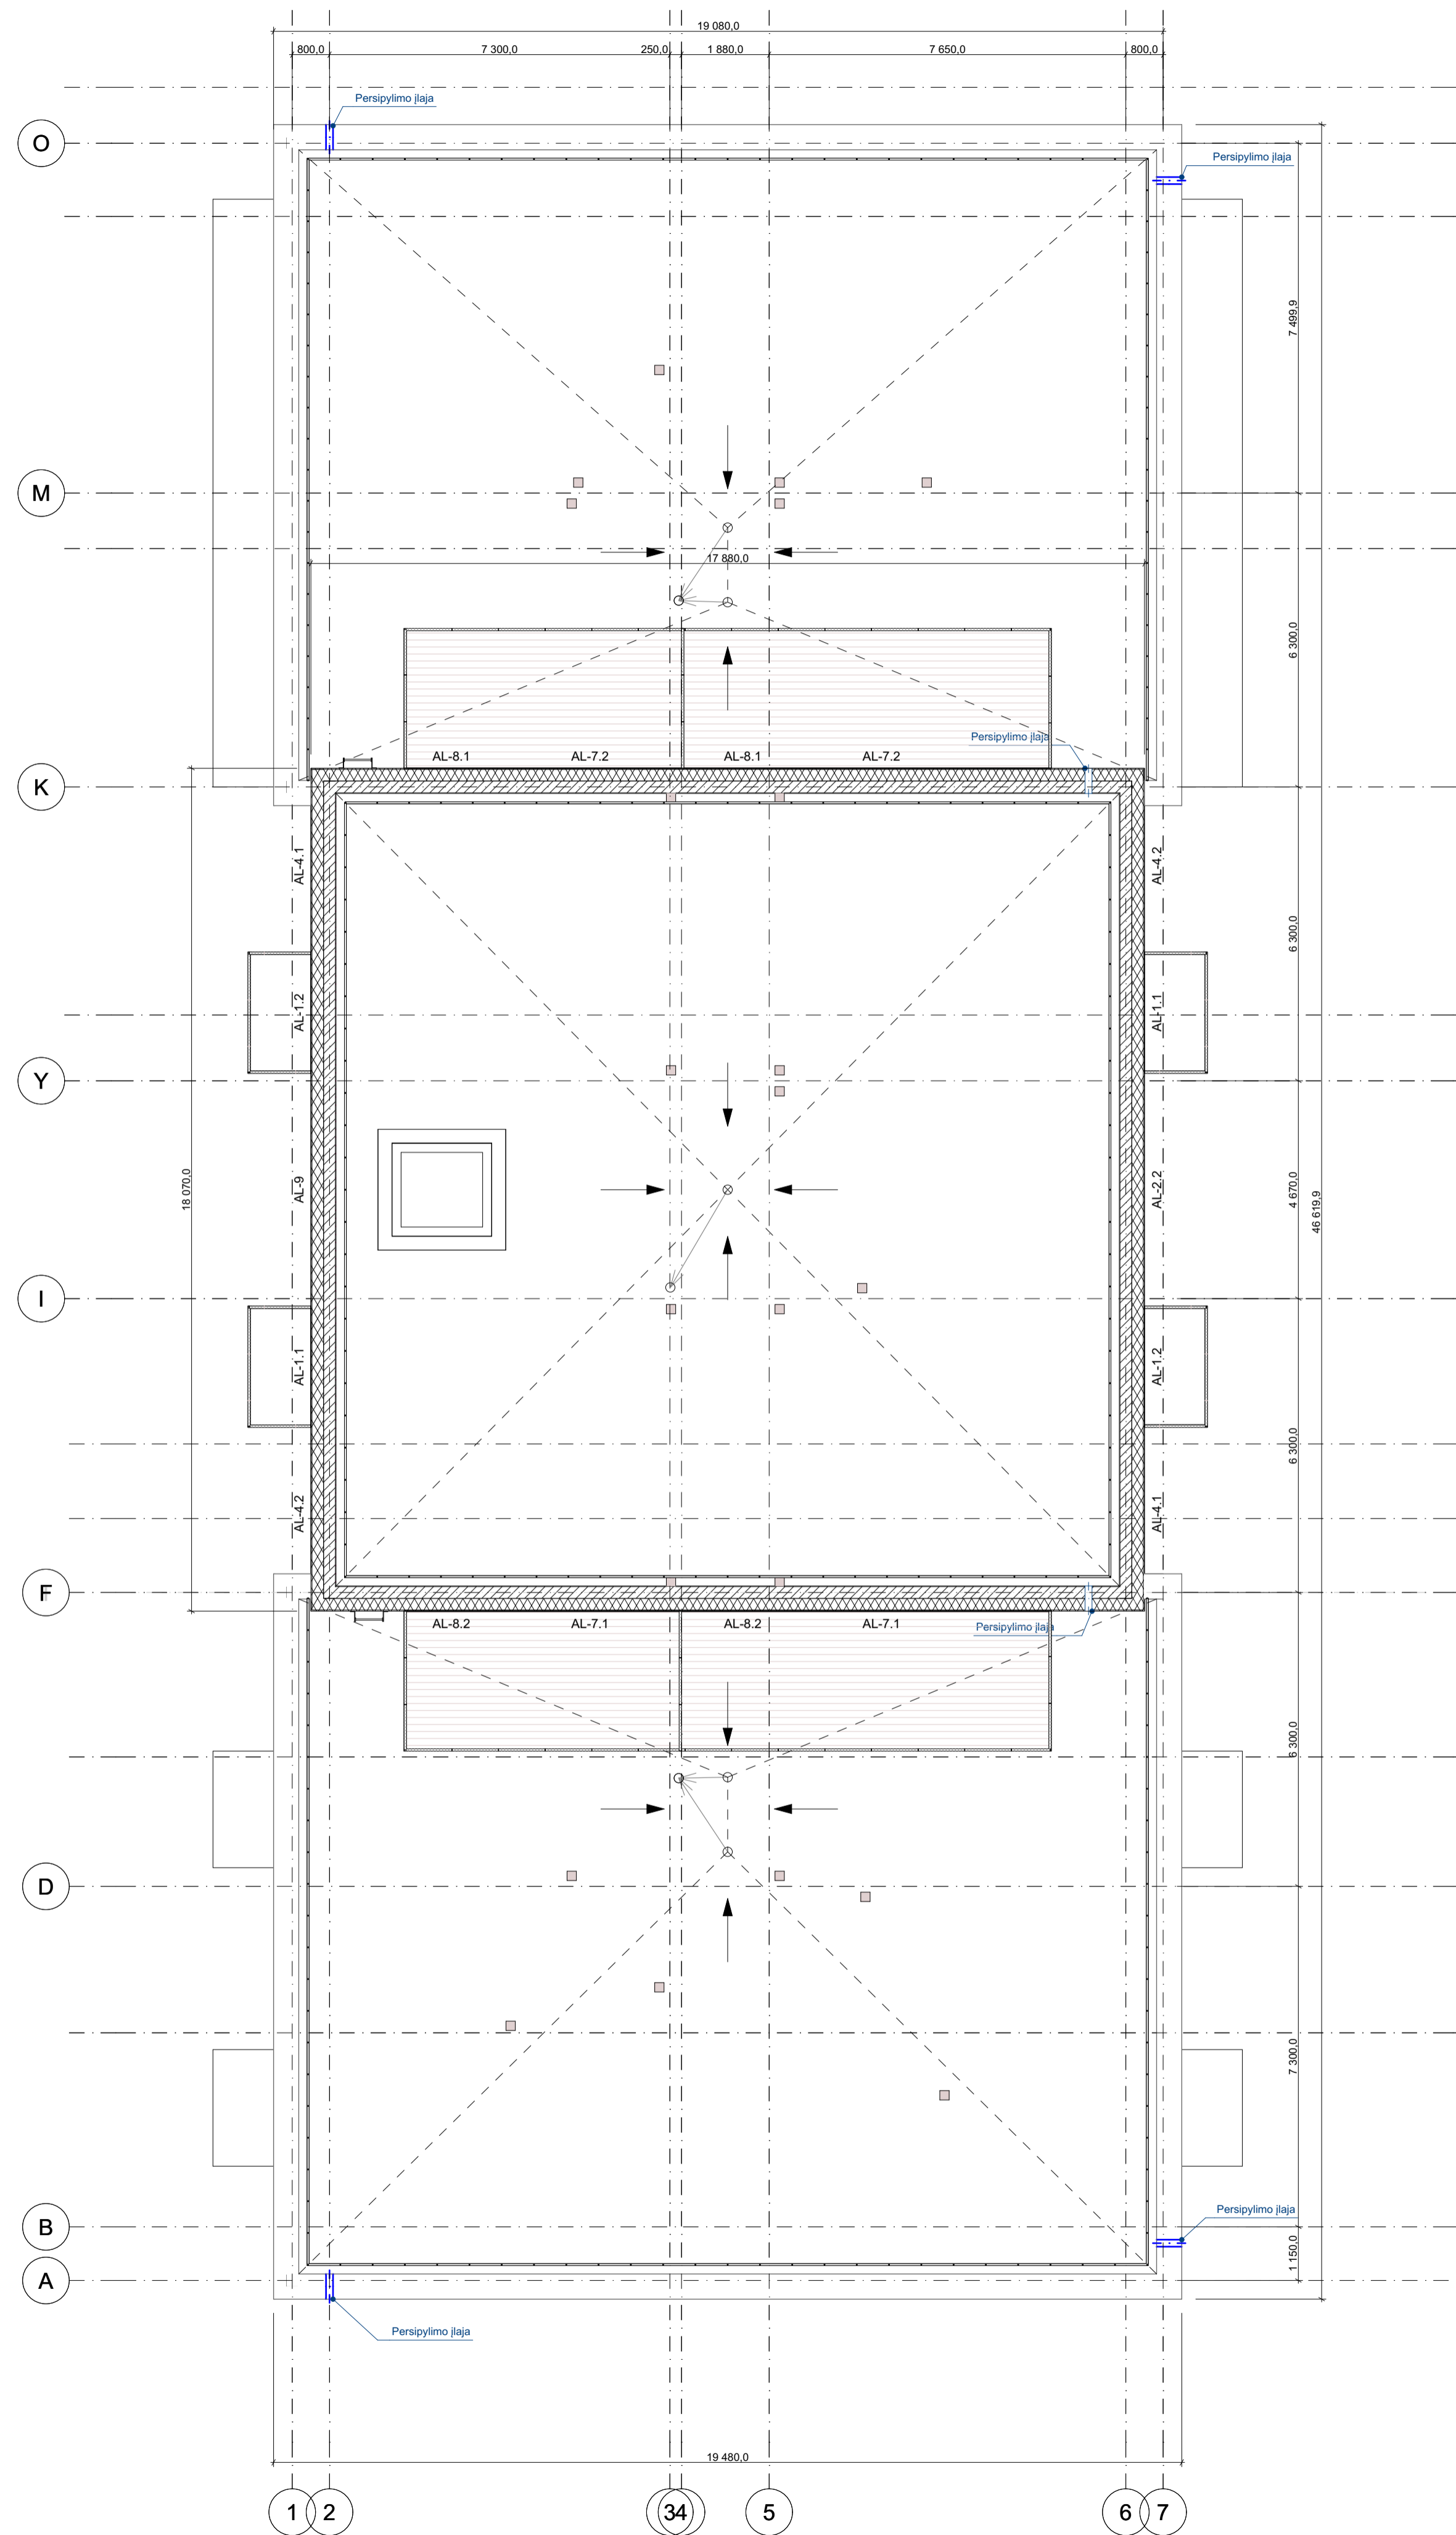 19 080,0
800,0 7 300,0 250,0 1 880,0 7 650,0 800,0
Persipylimo įlaja
O
Persipylimo įlaja
7 499,9
M
17 880,0
6 300,0
Persipylimo įlaja
AL-8.1 AL-7.2 AL-8.1 AL-7.2
K
AL-4.1 AL-4.2
6 300,0
AL-1.2 AL-1.1
Y
18 070,0 AL-9 AL-2.2 4 670,0 46 619,9
I
AL-1.1 AL-1.2
6 300,0
AL-4.2 AL-4.1
F
AL-8.2 AL-7.1 AL-8.2 AL-7.1
Persipylimo įlaja
6 300,0
D
7 300,0
Persipylimo įlaja
B
1 150,0
A
Persipylimo įlaja
19 480,0
1 2 3 4 5 6 7